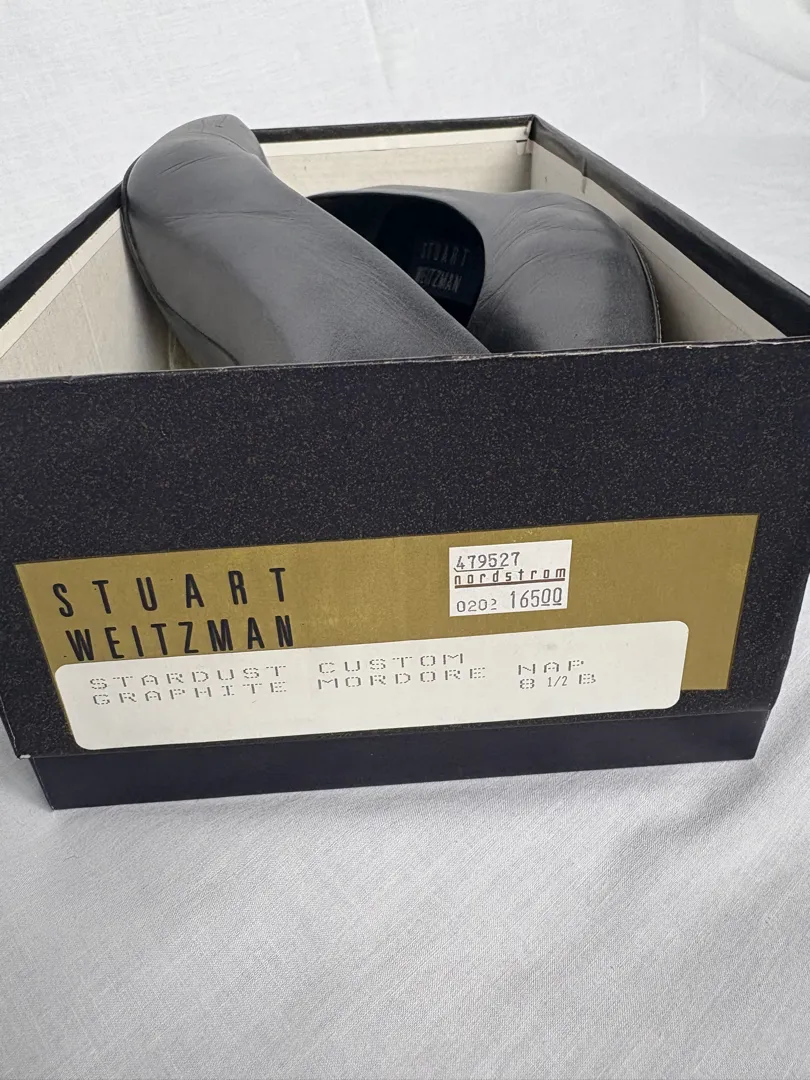 STUART
WEITZMAN
STUART
WEITZMAN
479527
nordstrom
0202 16500
STARDUST CUSTOM NAP
GRAPHITE MORDORE 8 1/2 B